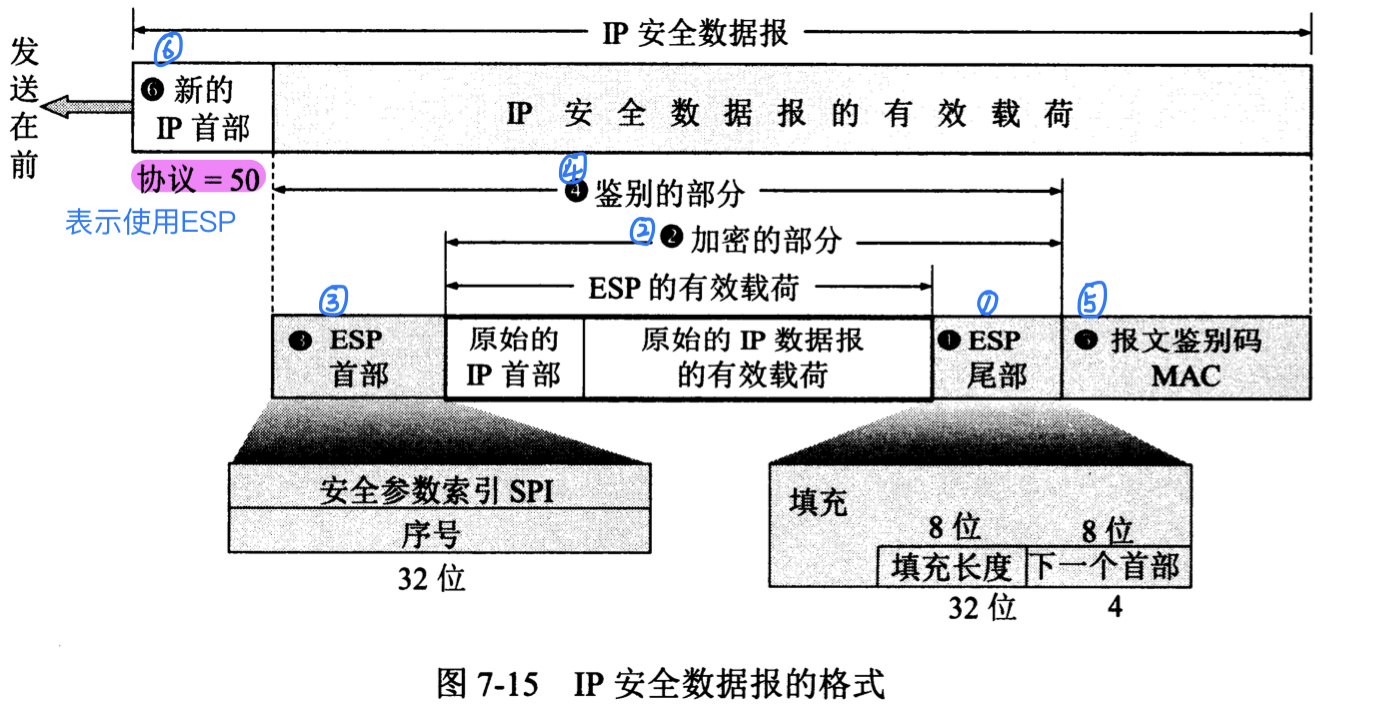 IP 安全数据报
⑥
发送在前
❻ 新的
IP 首部
IP 安 全 数 据 报 的 有 效 载 荷
协议 = 50
表示使用ESP
④
❹ 鉴别的部分
②
❷ 加密的部分
ESP 的有效载荷
③
①
⑤
❸ ESP
首部
原始的
IP 首部
原始的 IP 数据报
的有效载荷
❶ ESP
尾部
❺ 报文鉴别码
MAC
安全参数索引 SPI
序号
32 位
填充
8 位
8 位
填充长度
下一个首部
32 位
4
图 7-15 IP 安全数据报的格式